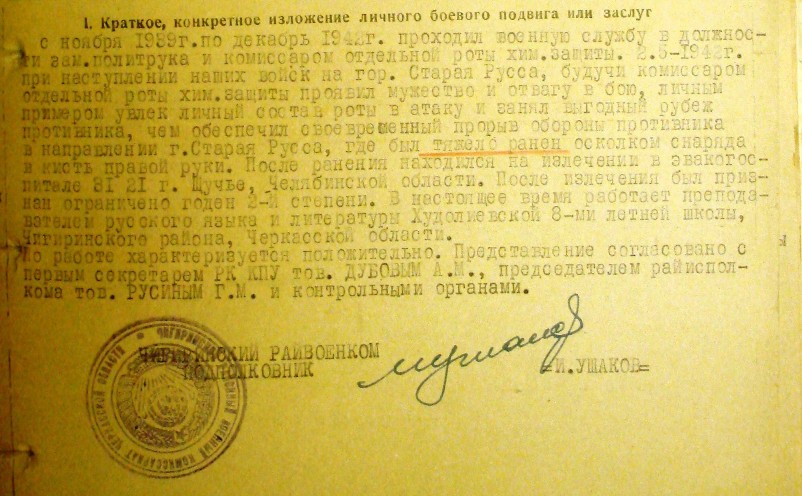 I. Краткое, конкретное изложение личного боевого подвига или заслуг
с ноября 1939г.по декабрь 1942г. проходил военную службу в должнос-
ти зам.политрука и комиссаром отдельной роты хим.защиты. 2.5-1942г.
при наступлении наших войск на гор. Старая Русса, будучи комиссаром
отдельной роты хим.защиты проявил мужество и отвагу в бою, личным
примером увлек личный состав роты в атаку и занял выгодный рубеж
противника, чем обеспечил своевременный прорыв обороны противника
в направлении г.Старая Русса, где был тяжело ранен осколком снаряда
в кисть правой руки. После ранения находился на излечении в эвакогос-
питале 3121 г. Щучье, Челябинской области. После излечения был приз-
нан ограничено годен 2-й степени. В настоящее время работает препода-
вателем русского языка и литературы Худолиевской 8-ми летней школы,
Чигиринского района, Черкасской области.
По работе характеризуется положительно. Представление согласовано с
первым секретарем РК КПУ тов. ДУБОВЫМ А.М., председателем райиспол-
кома тов. РУСИНЫМ Г.М. и контрольными органами.
ЧИГИРИНСКИЙ РАЙВОЕНКОМ
ПОДПОЛКОВНИК =И.УШАКОВ=